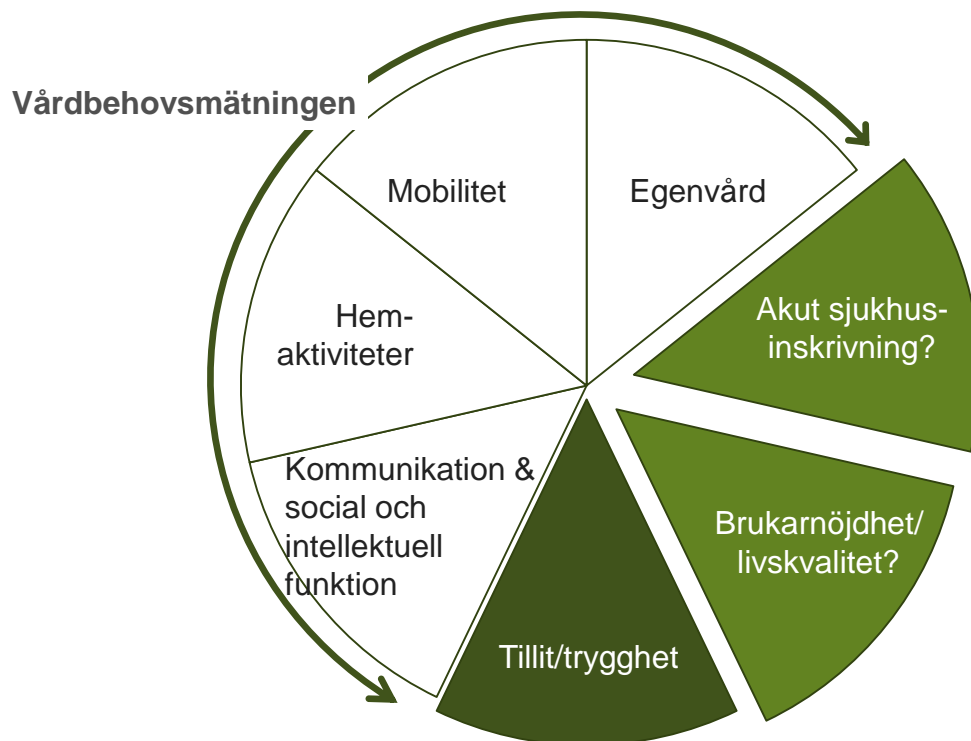 Vårdbehovsmätningen
Mobilitet
Egenvård
Hem-
aktiviteter
Akut sjukhus-
inskrivning?
Kommunikation &
social och
intellektuell
funktion
Brukarnöjdhet/
livskvalitet?
Tillit/trygghet